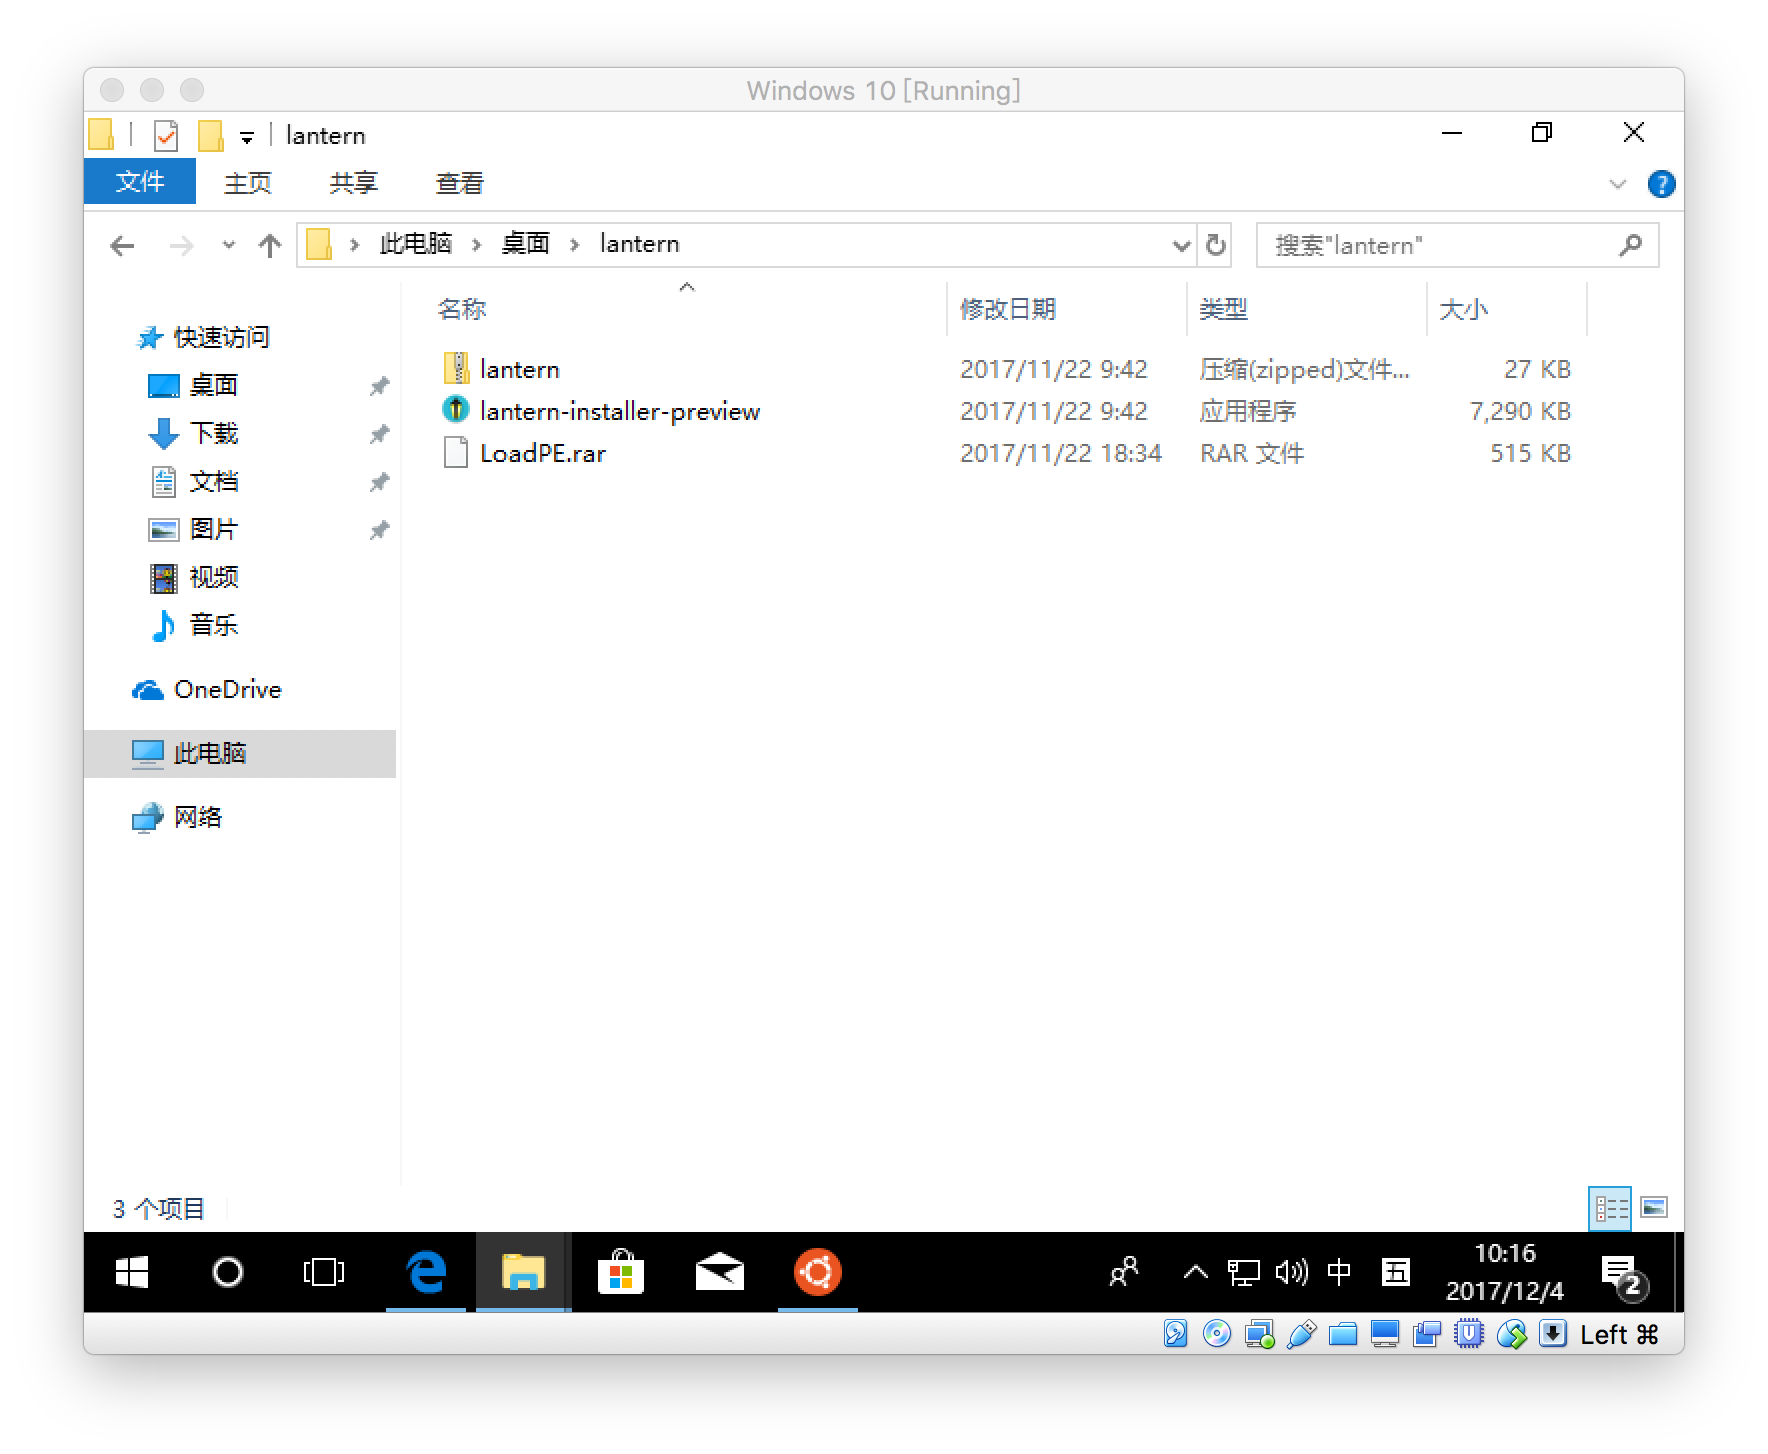 Windows 10 [Running]
lantern
文件 主页 共享 查看
此电脑 桌面 lantern 搜索"lantern"
名称 修改日期 类型 大小
快速访问
桌面
下载
文档
图片
视频
音乐
OneDrive
此电脑
网络
lantern 2017/11/22 9:42 压缩(zipped)文件... 27 KB
lantern-installer-preview 2017/11/22 9:42 应用程序 7,290 KB
LoadPE.rar 2017/11/22 18:34 RAR 文件 515 KB
3 个项目
中 五 10:16
2017/12/4
2
Left ⌘